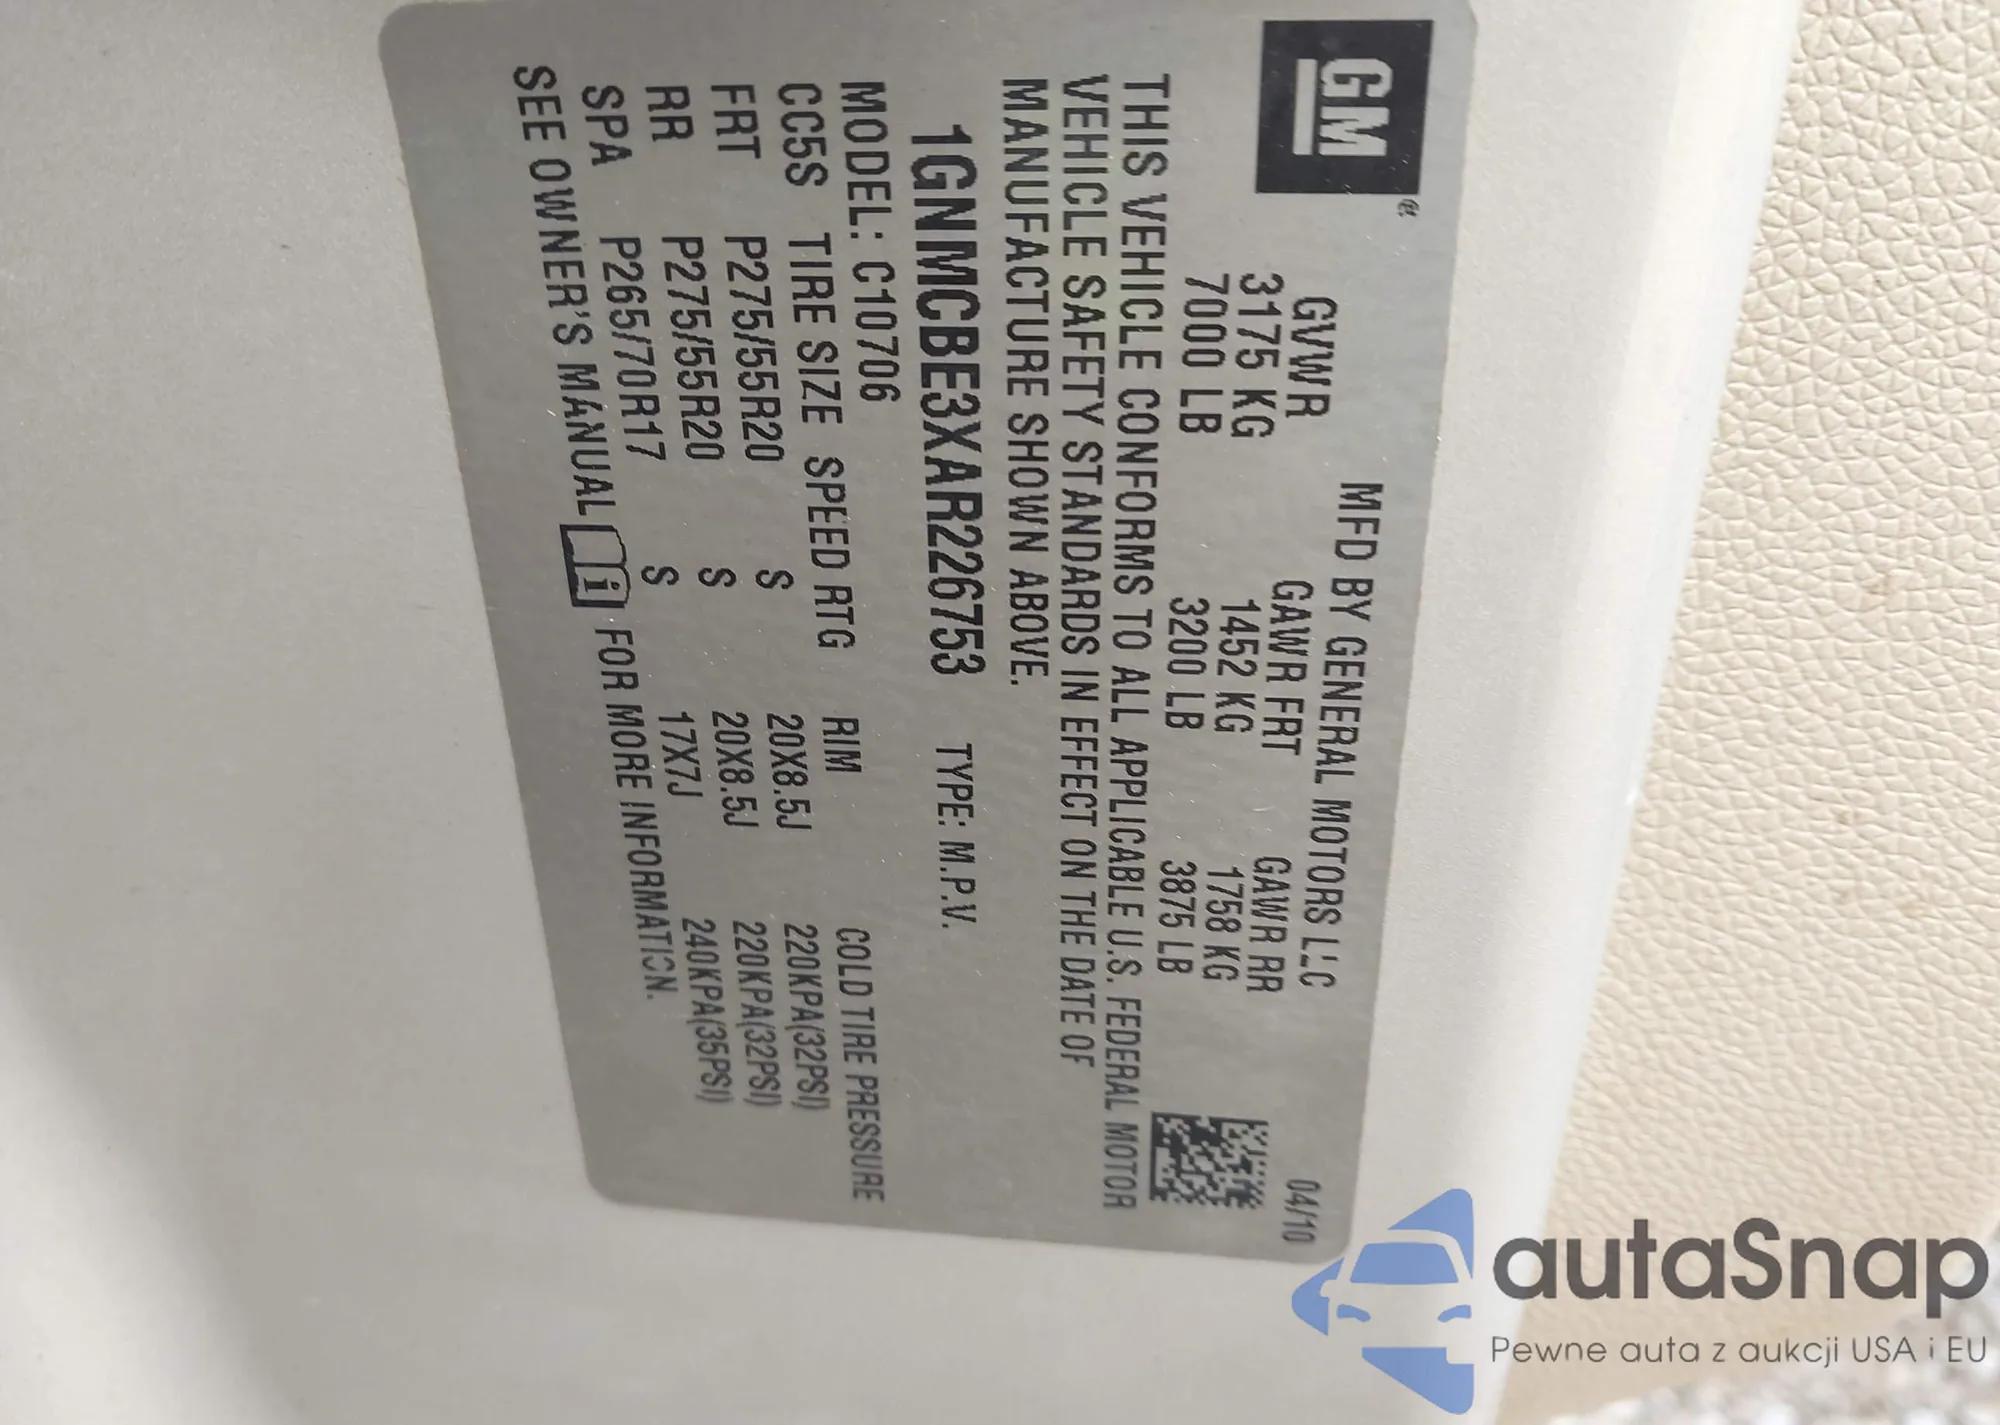 GM®
MFD BY GENERAL MOTORS LLC
04/10
GVWR GAWR FRT GAWR RR
3175 KG 1452 KG 1758 KG
7000 LB 3200 LB 3875 LB
THIS VEHICLE CONFORMS TO ALL APPLICABLE U.S. FEDERAL MOTOR
VEHICLE SAFETY STANDARDS IN EFFECT ON THE DATE OF
MANUFACTURE SHOWN ABOVE.
1GNMCBE3XAR226753 TYPE: M.P.V.
MODEL: C10706
CC5S TIRE SIZE SPEED RTG RIM COLD TIRE PRESSURE
FRT P275/55R20 S 20X8.5J 220KPA(32PSI)
RR P275/55R20 S 20X8.5J 220KPA(32PSI)
SPA P265/70R17 S 17X7J 240KPA(35PSI)
SEE OWNER'S MANUAL i FOR MORE INFORMATION.
autaSnap
Pewne auta z aukcji USA i EU